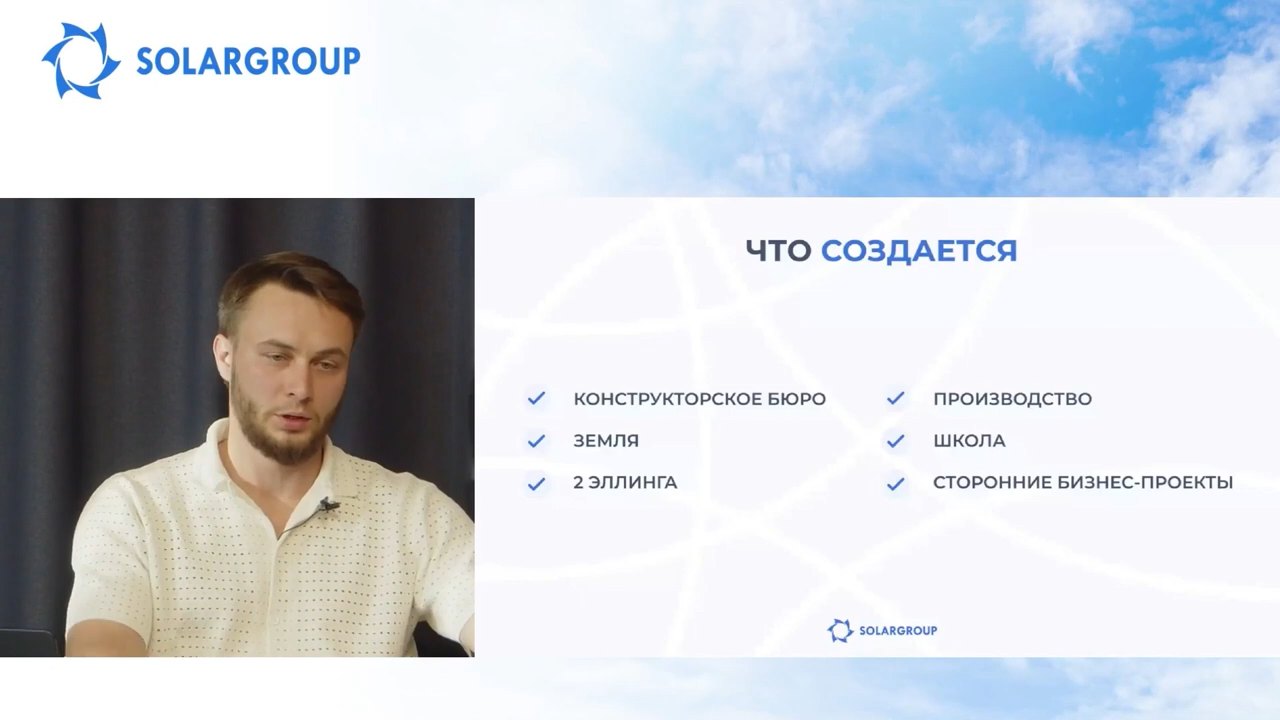 SOLARGROUP
ЧТО СОЗДАЕТСЯ
КОНСТРУКТОРСКОЕ БЮРО
ЗЕМЛЯ
2 ЭЛЛИНГА
ПРОИЗВОДСТВО
ШКОЛА
СТОРОННИЕ БИЗНЕС-ПРОЕКТЫ
SOLARGROUP